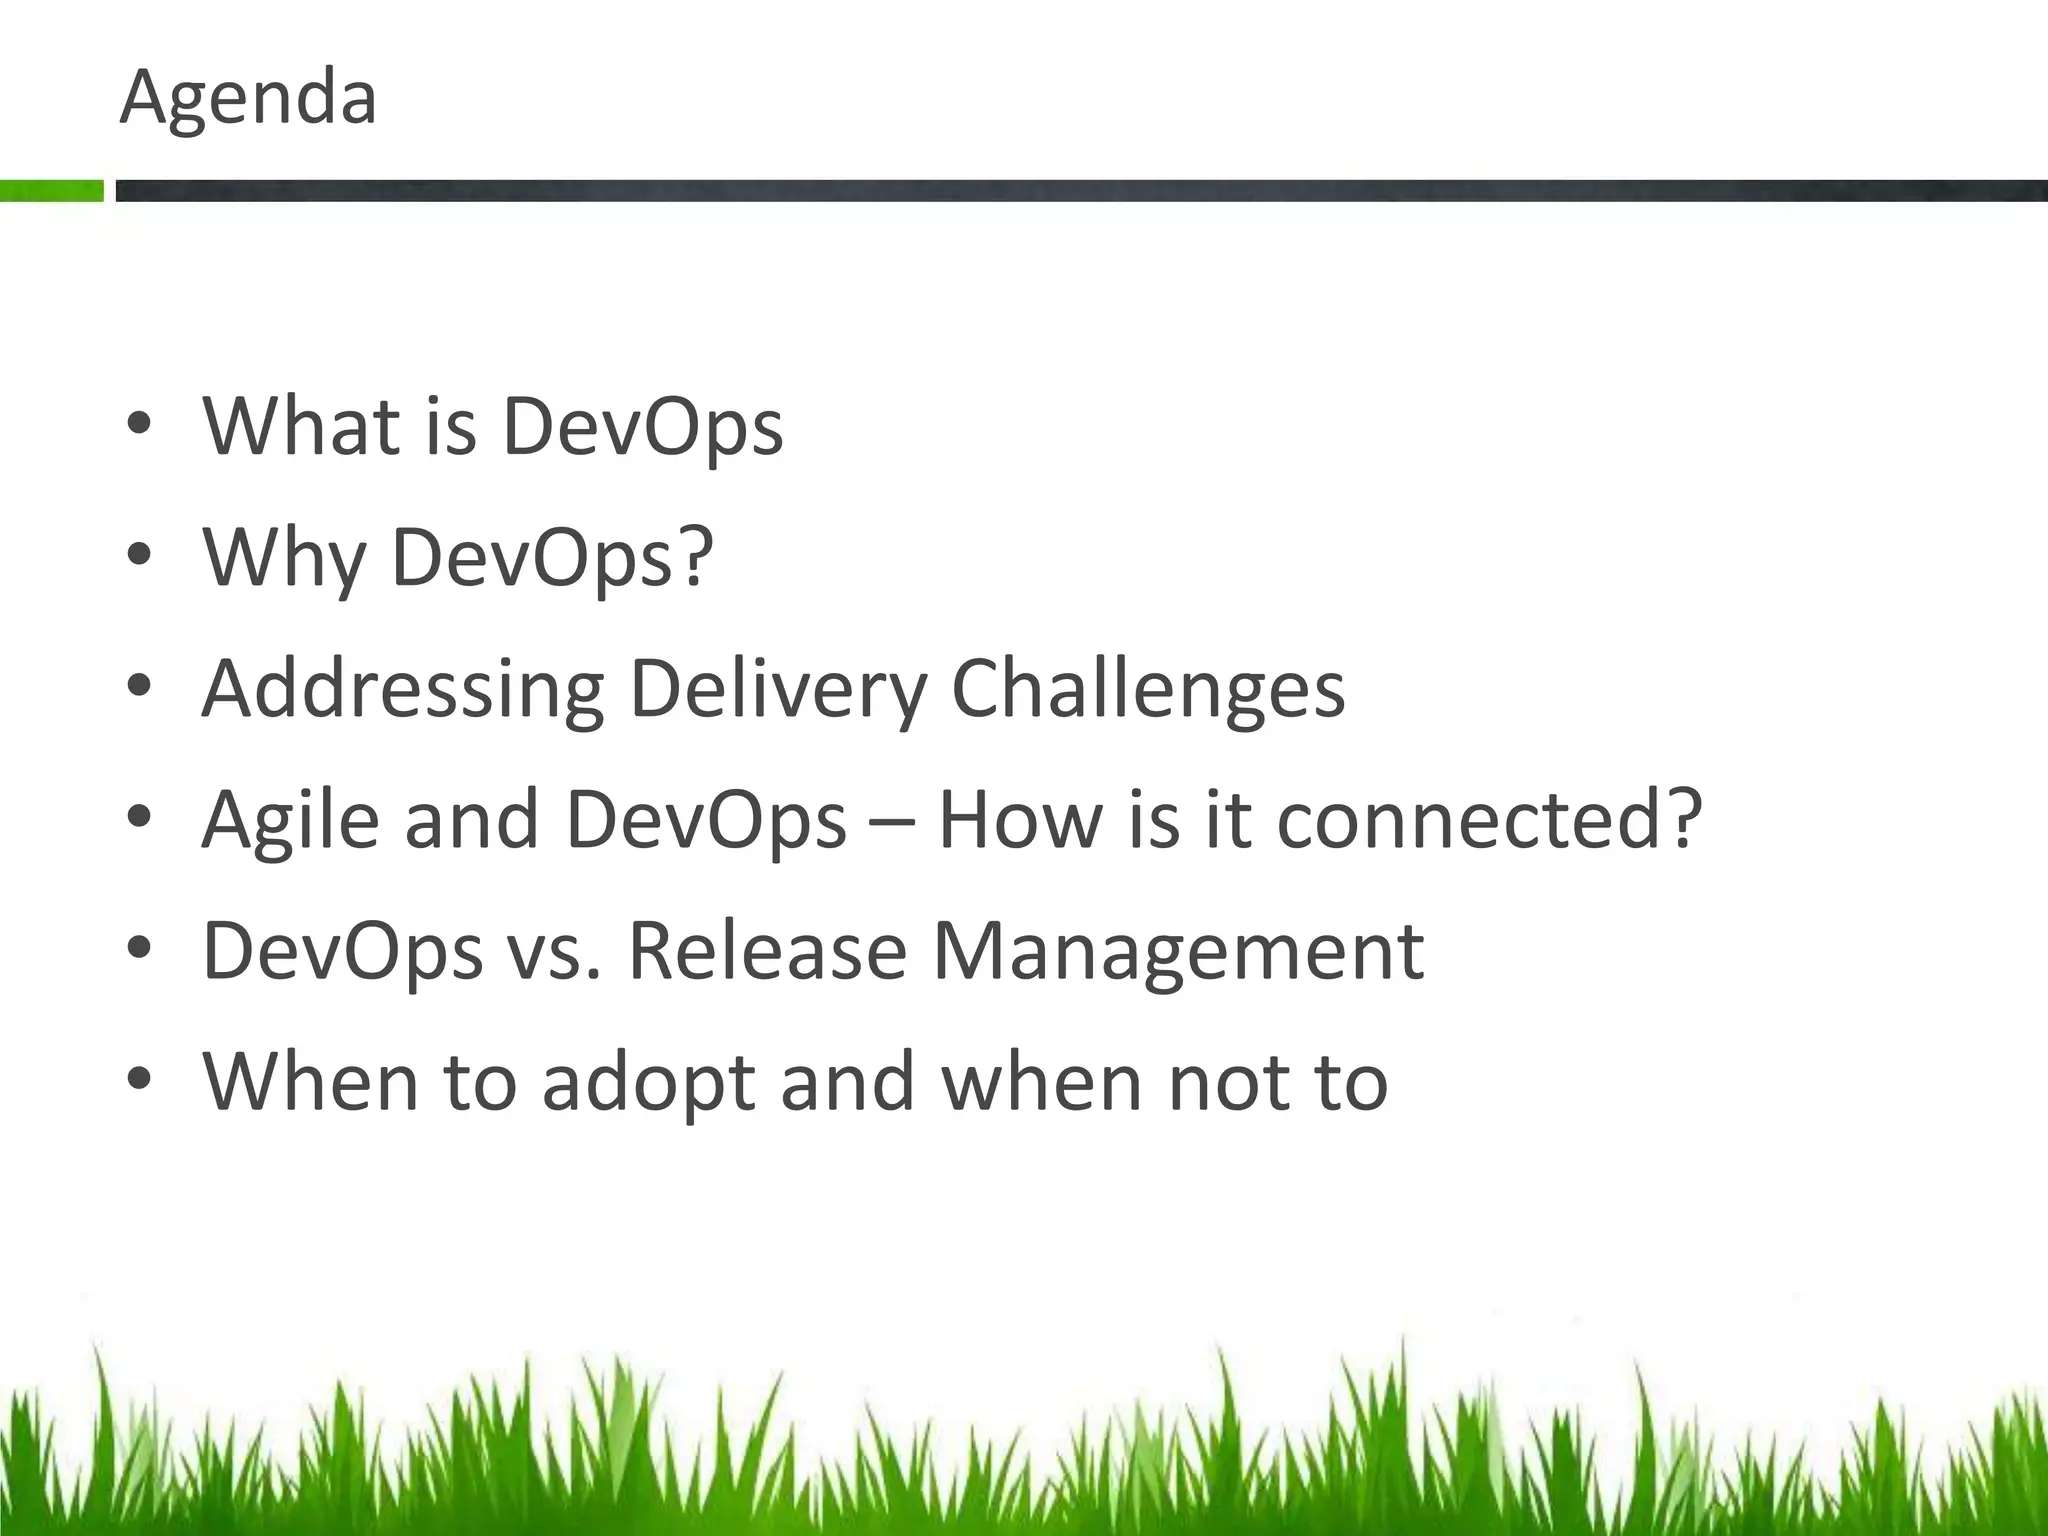 Agenda
• What is DevOps
• Why DevOps?
• Addressing Delivery Challenges
• Agile and DevOps – How is it connected?
• DevOps vs. Release Management
• When to adopt and when not to